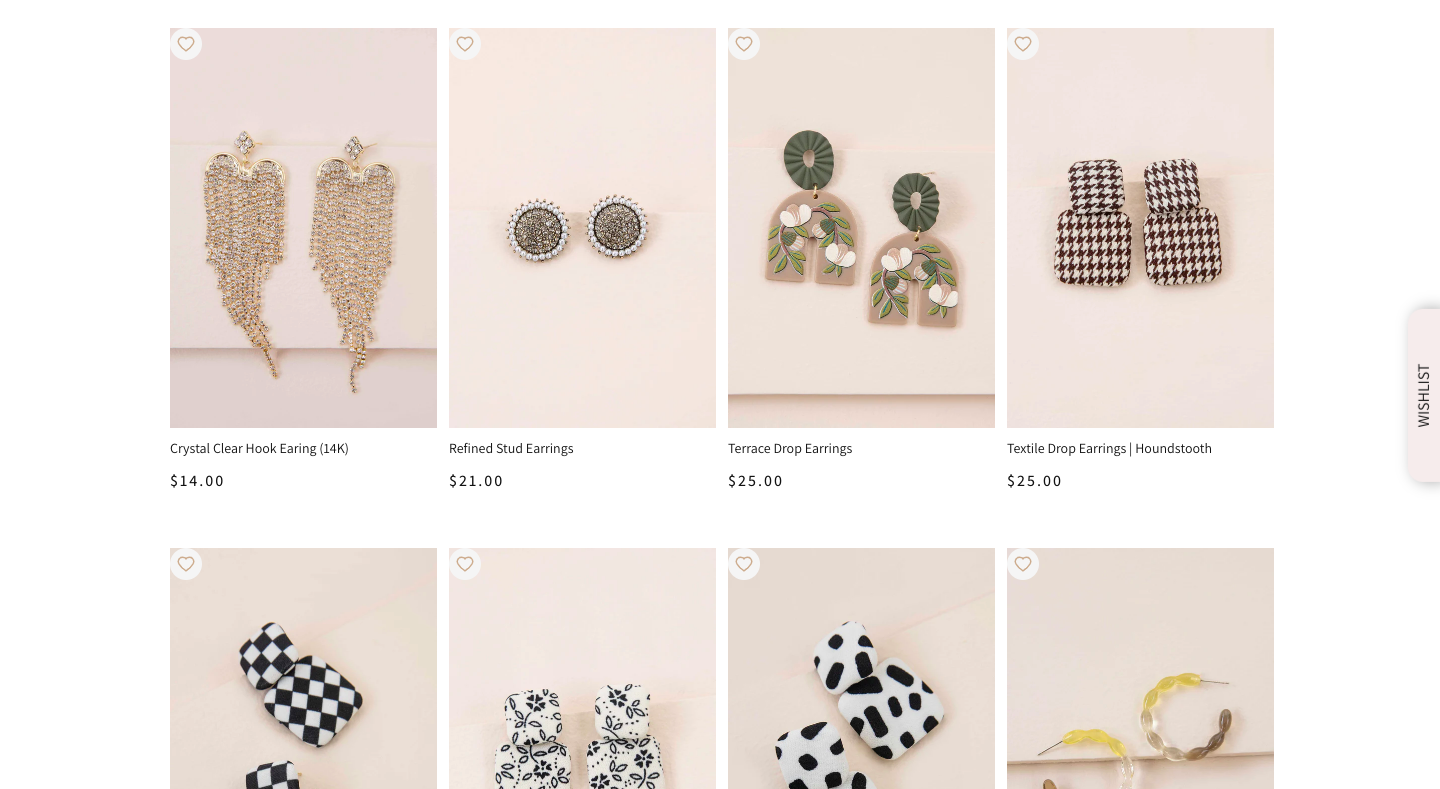 Crystal Clear Hook Earing (14K)
$14.00
Refined Stud Earrings
$21.00
Terrace Drop Earrings
$25.00
Textile Drop Earrings | Houndstooth
$25.00
WISHLIST